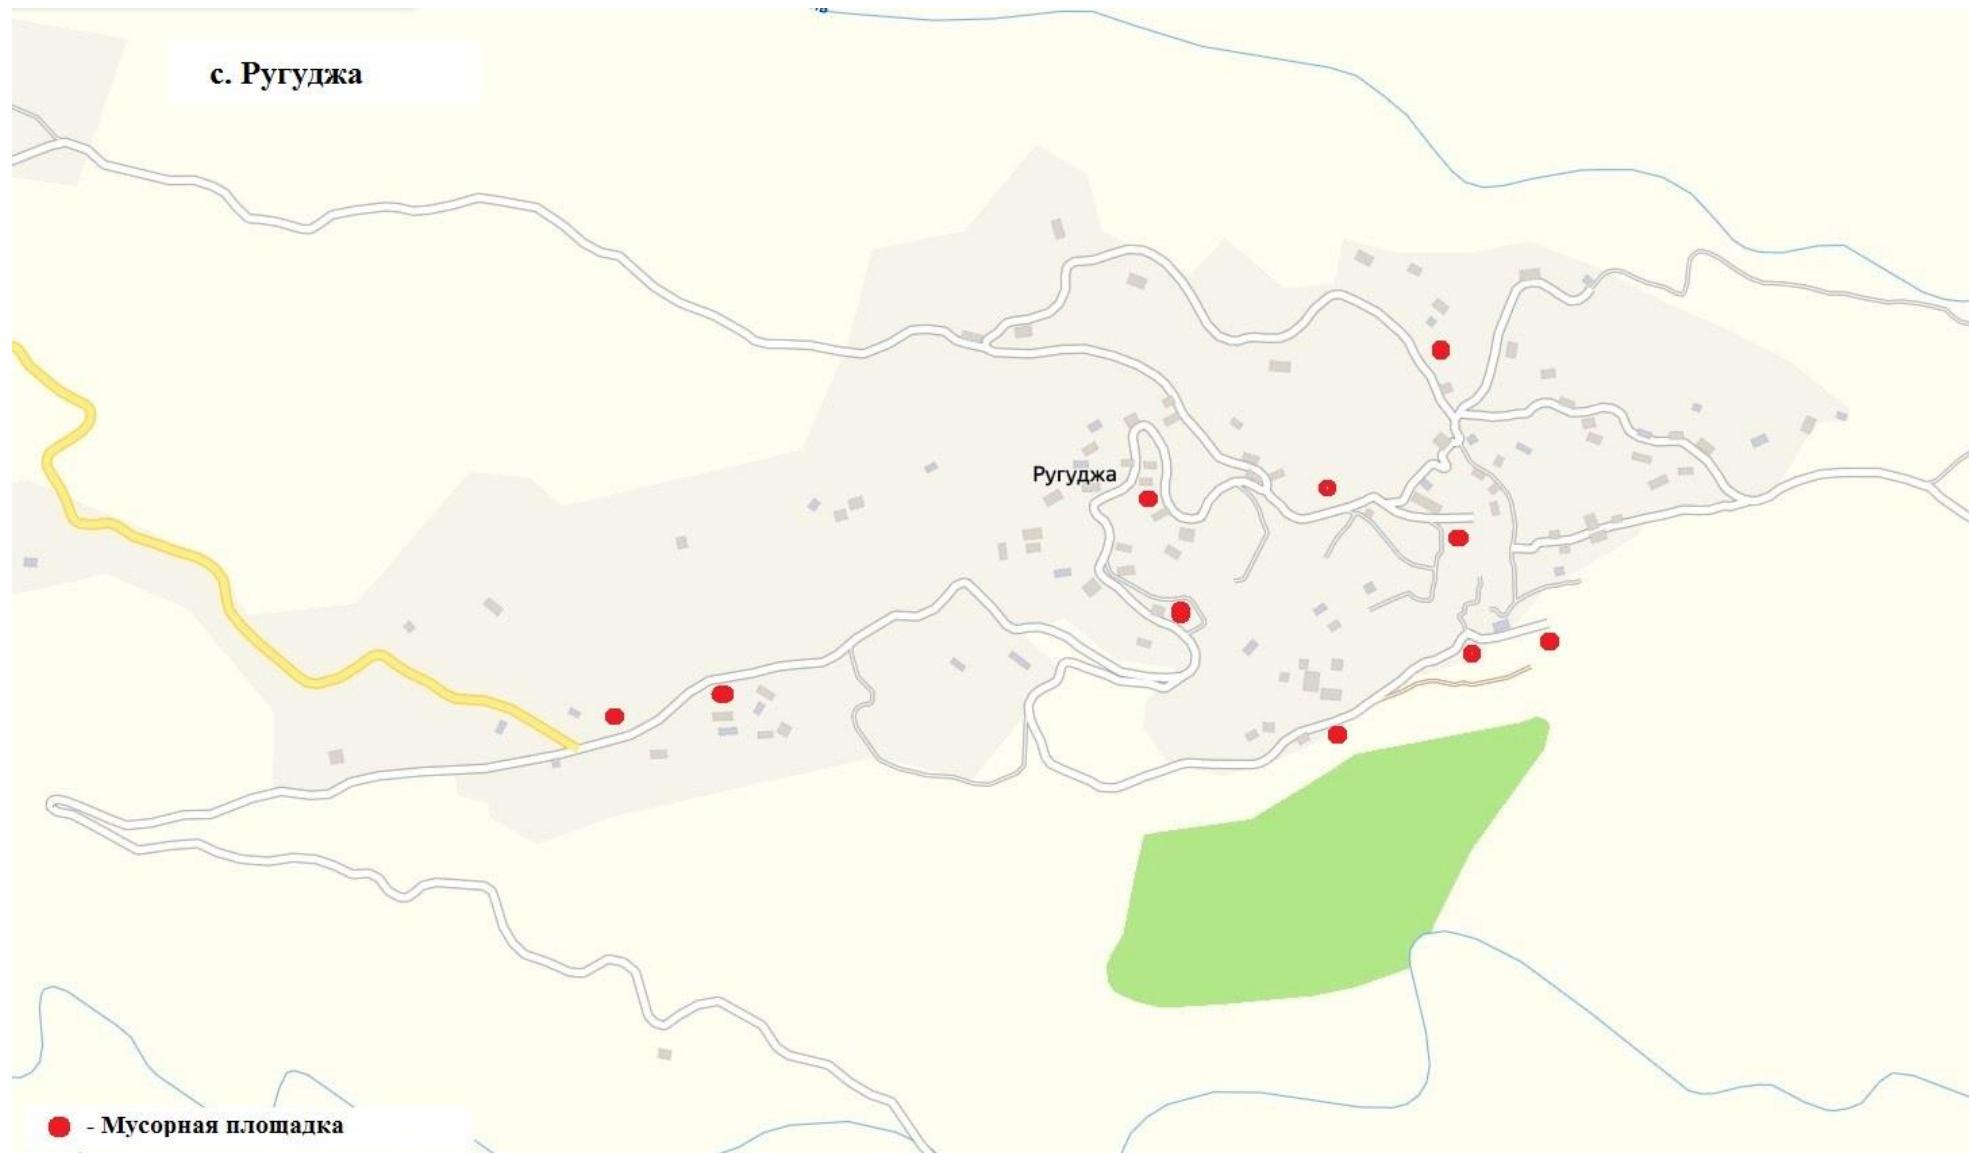 с. Ругуджа
Ругуджа
- Мусорная площадка